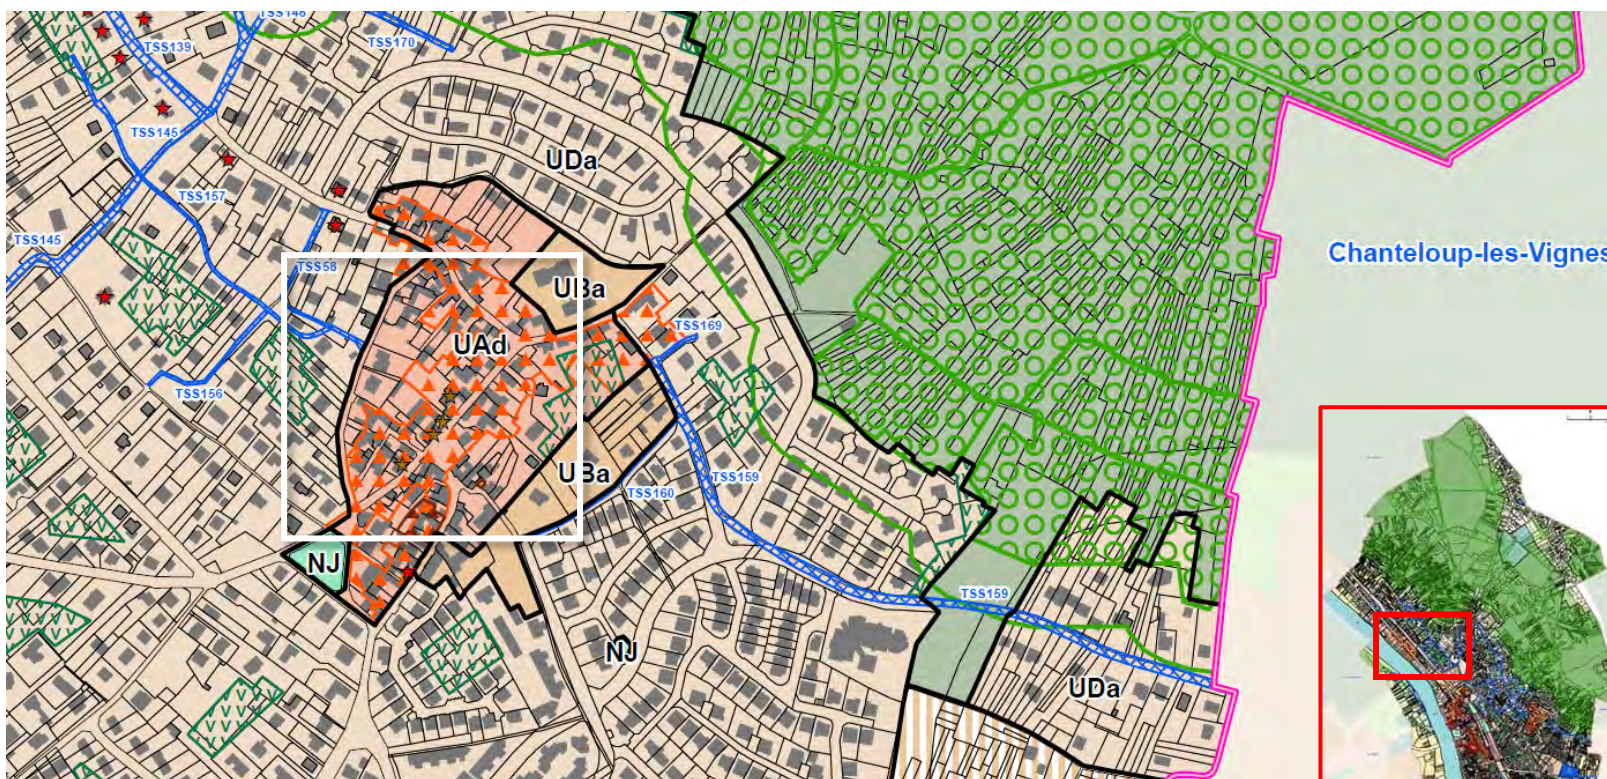 TSS148
TSS139
TSS170
TSS145
UDa
TSS157
TSS145
Chanteloup-les-Vignes
TSS58
UBa
TSS169
UAd
TSS156
UBa
TSS160
TSS159
NJ
TSS159
NJ
UDa